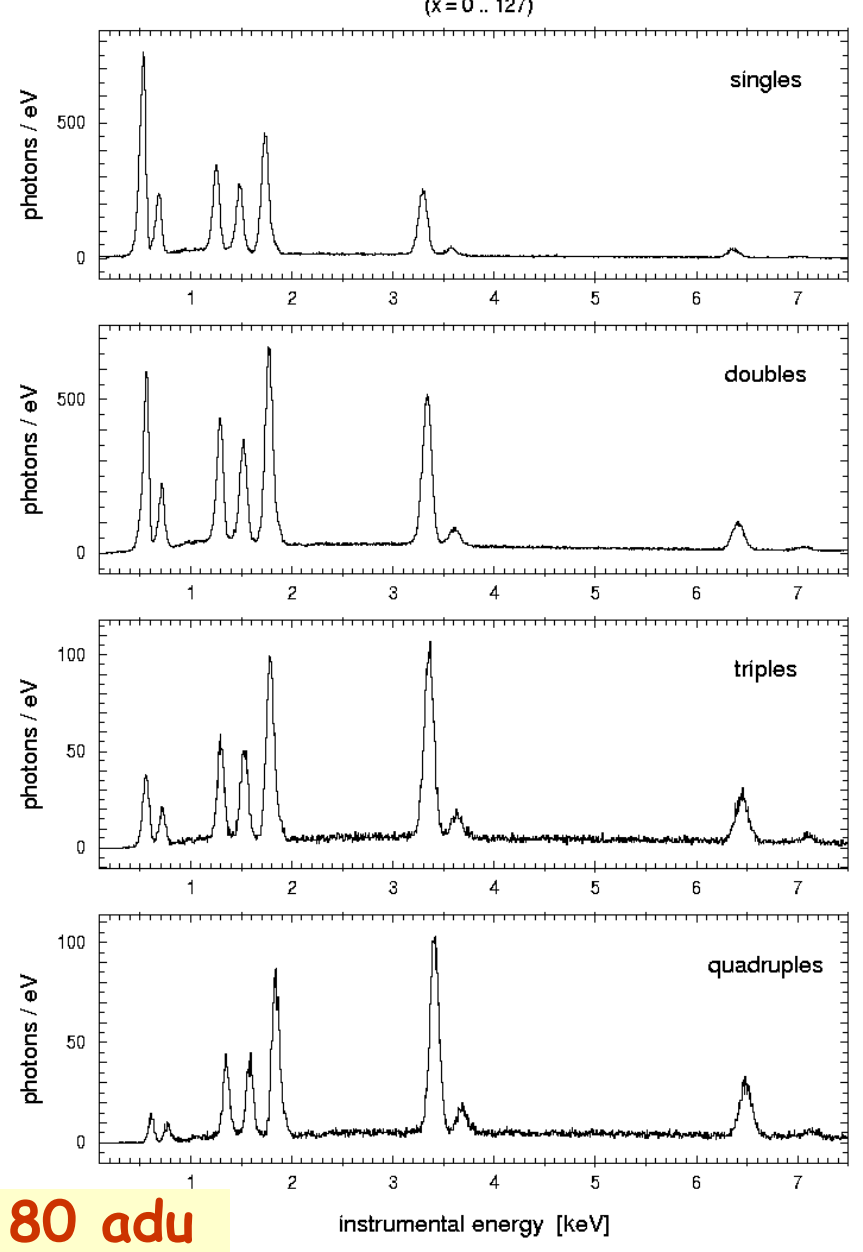 (x = 0 .. 127)
singles
photons / eV
500
0
1 2 3 4 5 6 7
doubles
photons / eV
500
0
1 2 3 4 5 6 7
triples
photons / eV
100
50
0
1 2 3 4 5 6 7
quadruples
photons / eV
100
50
0
1 2 3 4 5 6 7
80 adu
instrumental energy [keV]